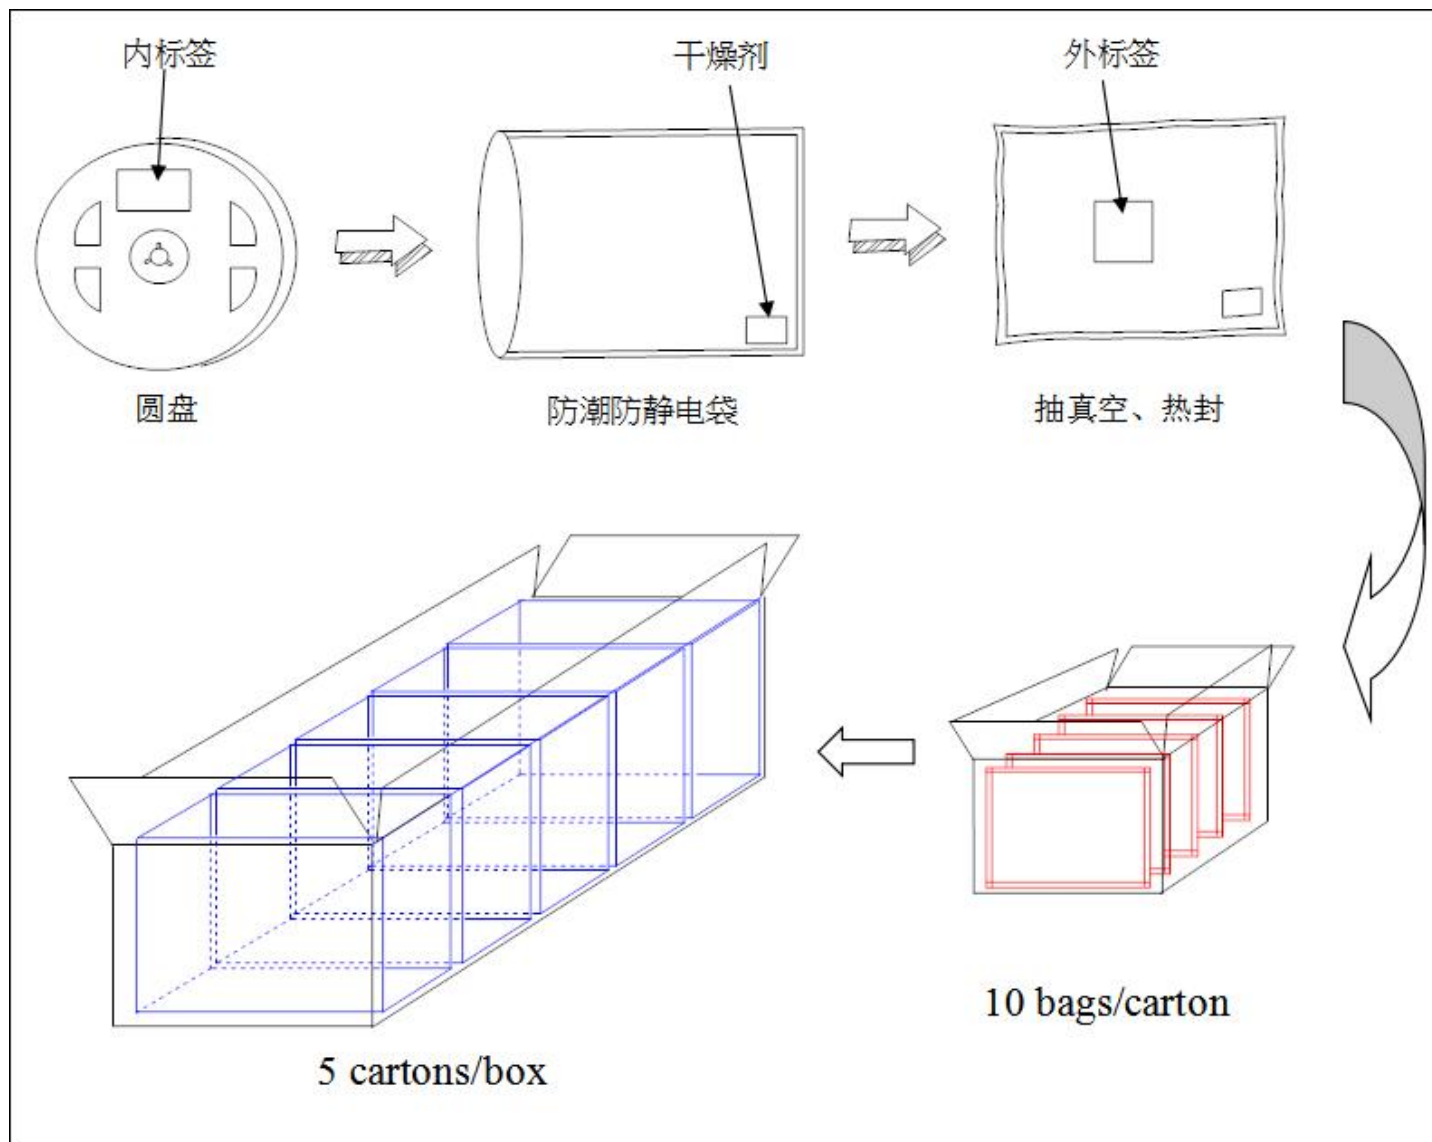 内标签
干燥剂
外标签
圆盘
防潮防静电袋
抽真空、热封
10 bags/carton
5 cartons/box